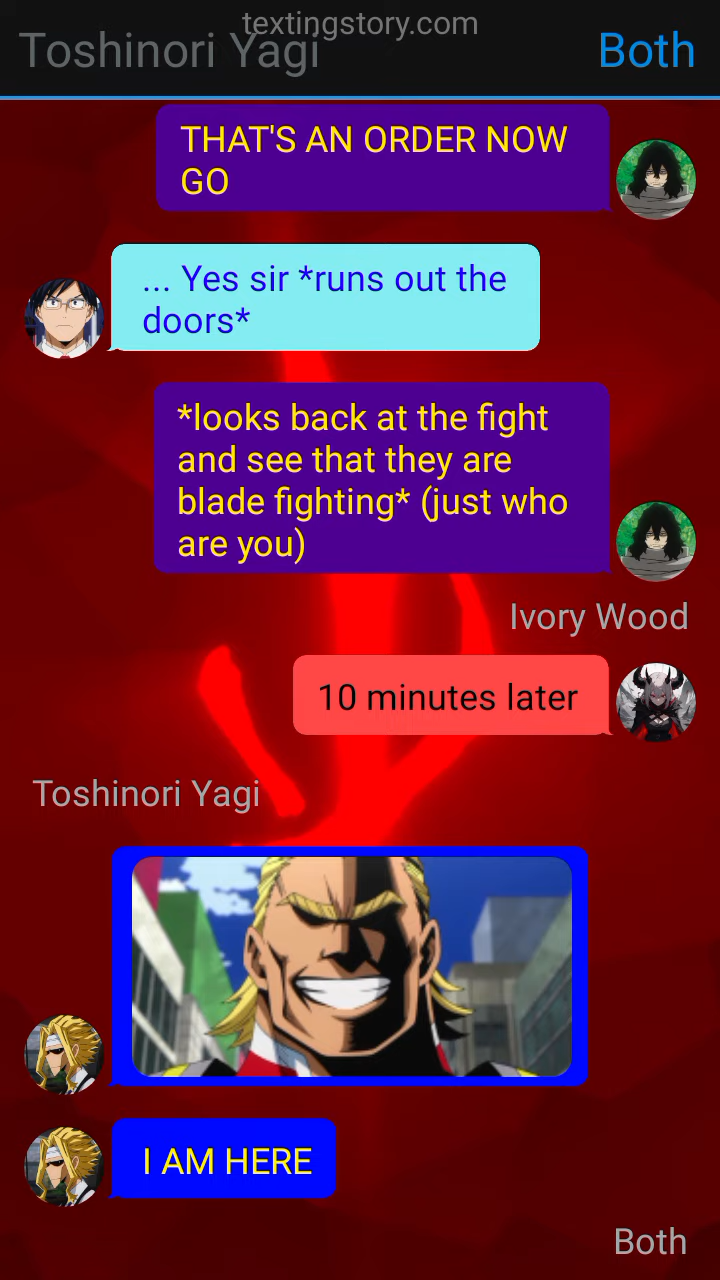 textingstory.com
Toshinori Yagi
Both
THAT'S AN ORDER NOW
GO
... Yes sir *runs out the
doors*
*looks back at the fight
and see that they are
blade fighting* (just who
are you)
Ivory Wood
10 minutes later
Toshinori Yagi
I AM HERE
Both